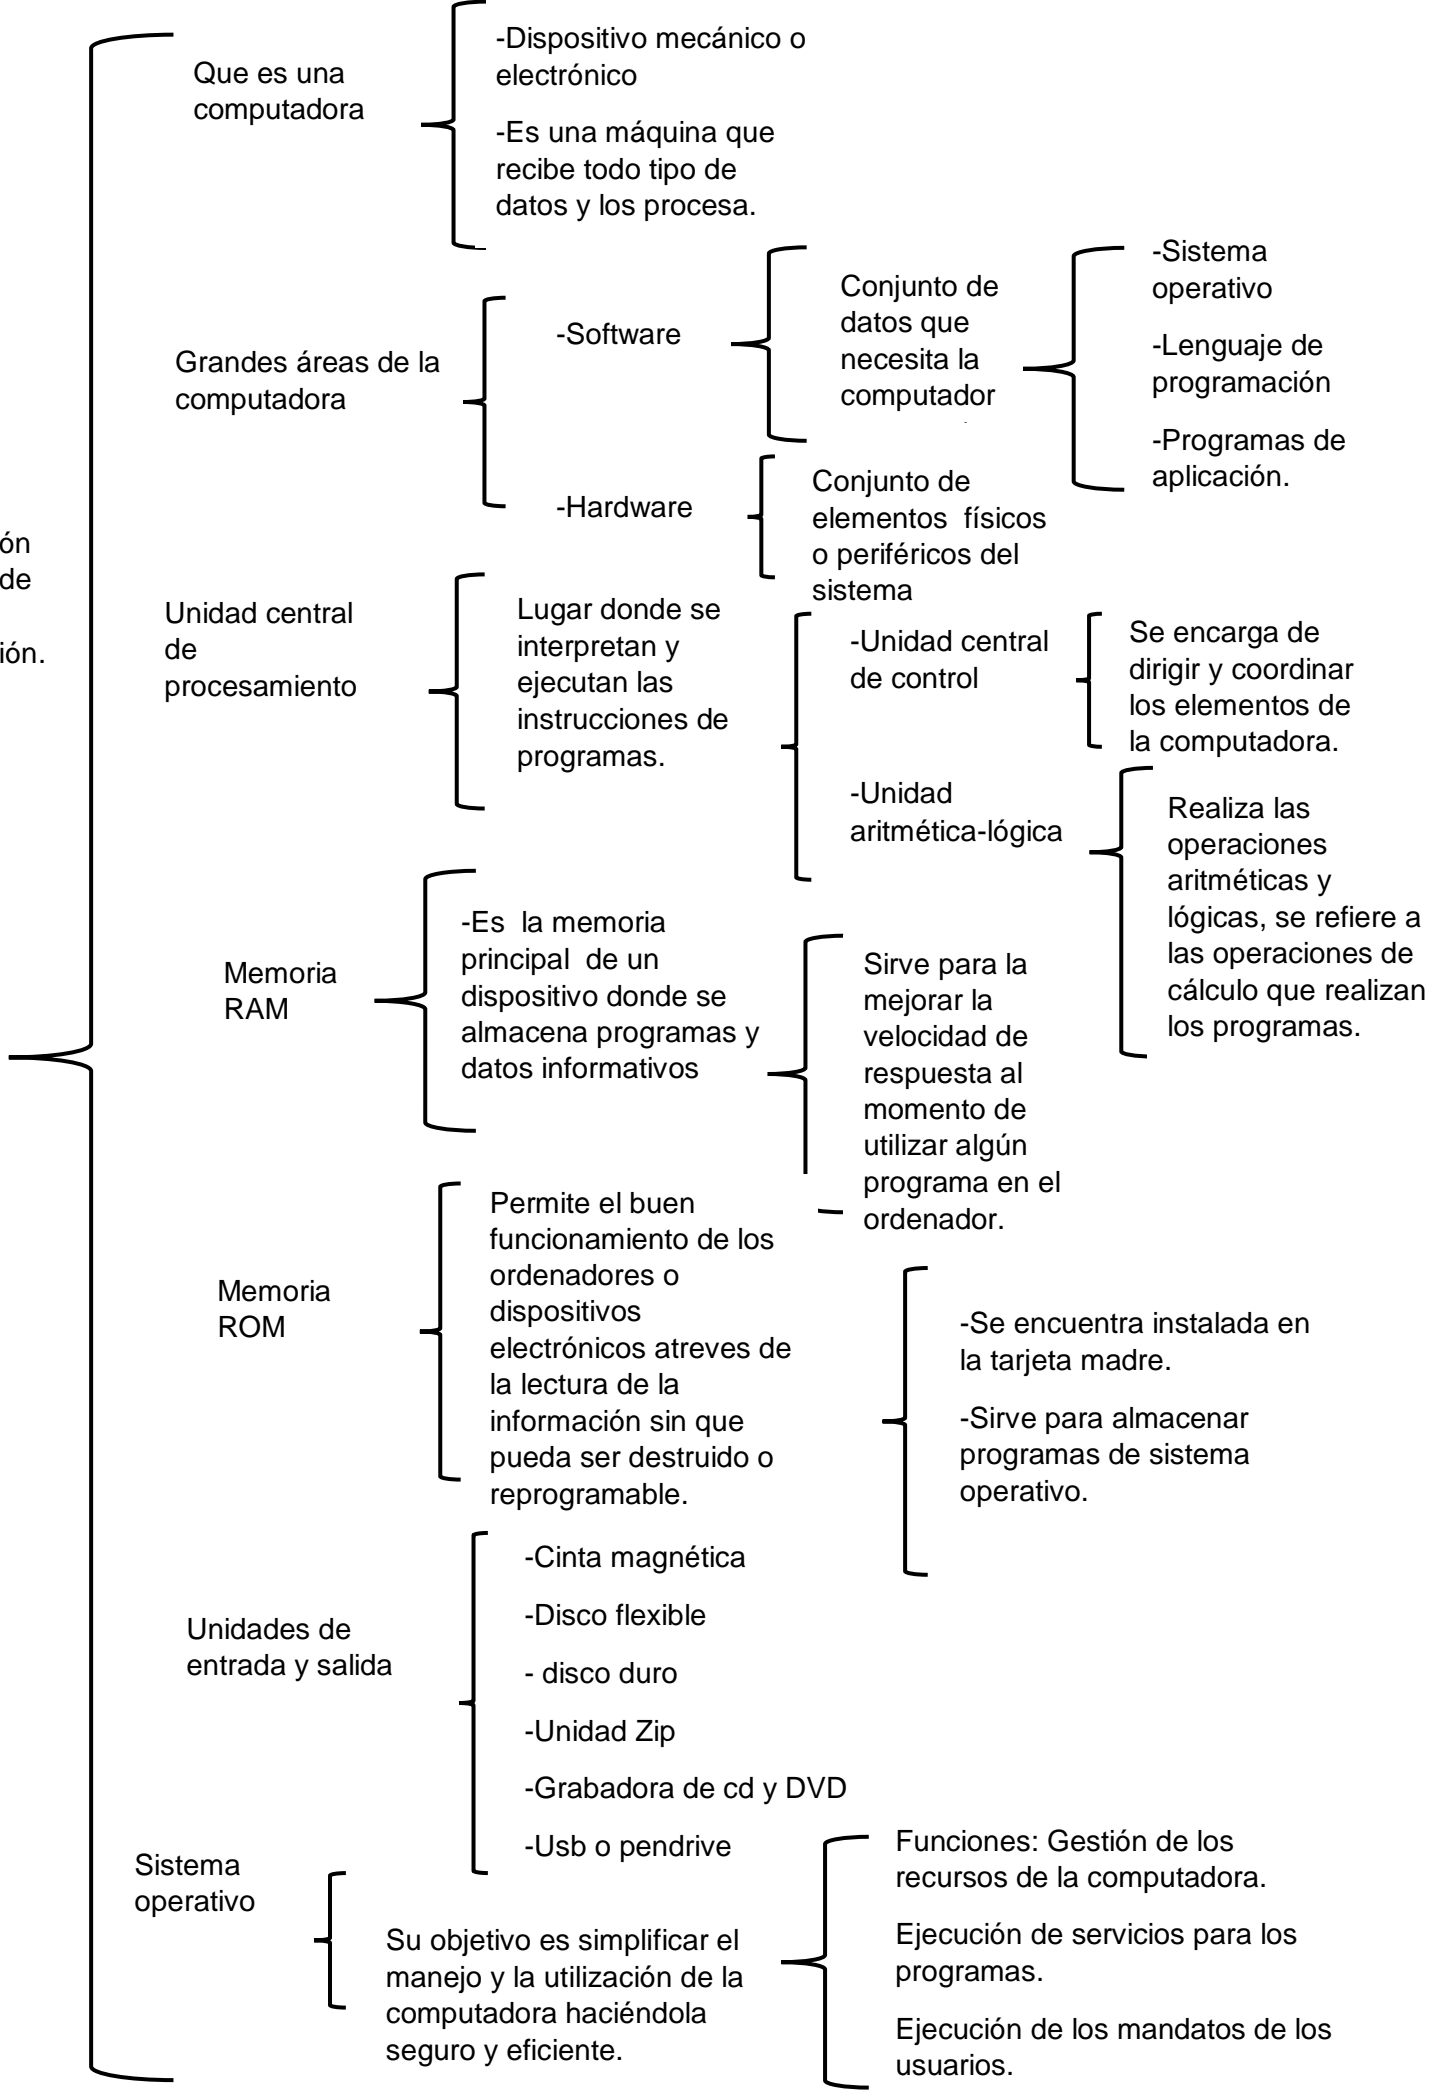 Que es una
computadora
-Dispositivo mecánico o
electrónico
-Es una máquina que
recibe todo tipo de
datos y los procesa.
Grandes áreas de la
computadora
-Software
Conjunto de
datos que
necesita la
computador
-Sistema
operativo
-Lenguaje de
programación
-Programas de
aplicación.
-Hardware
Conjunto de
elementos  físicos
o periféricos del
sistema
ón
de
ión.
Unidad central
de
procesamiento
Lugar donde se
interpretan y
ejecutan las
instrucciones de
programas.
-Unidad central
de control
Se encarga de
dirigir y coordinar
los elementos de
la computadora.
-Unidad
aritmética-lógica
Realiza las
operaciones
aritméticas y
lógicas, se refiere a
las operaciones de
cálculo que realizan
los programas.
Memoria
RAM
-Es  la memoria
principal  de un
dispositivo donde se
almacena programas y
datos informativos
Sirve para la
mejorar la
velocidad de
respuesta al
momento de
utilizar algún
programa en el
ordenador.
Memoria
ROM
Permite el buen
funcionamiento de los
ordenadores o
dispositivos
electrónicos atreves de
la lectura de la
información sin que
pueda ser destruido o
reprogramable.
-Se encuentra instalada en
la tarjeta madre.
-Sirve para almacenar
programas de sistema
operativo.
Unidades de
entrada y salida
-Cinta magnética
-Disco flexible
- disco duro
-Unidad Zip
-Grabadora de cd y DVD
-Usb o pendrive
Sistema
operativo
Su objetivo es simplificar el
manejo y la utilización de la
computadora haciéndola
seguro y eficiente.
Funciones: Gestión de los
recursos de la computadora.
Ejecución de servicios para los
programas.
Ejecución de los mandatos de los
usuarios.